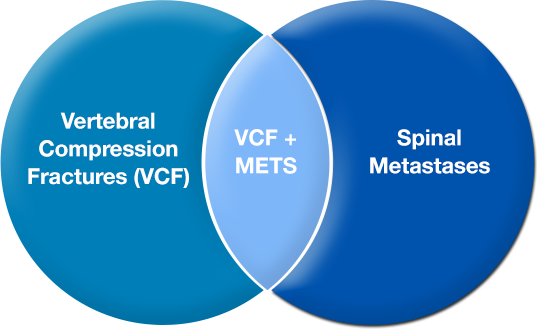 Vertebral
Compression
Fractures (VCF)
VCF +
METS
Spinal
Metastases